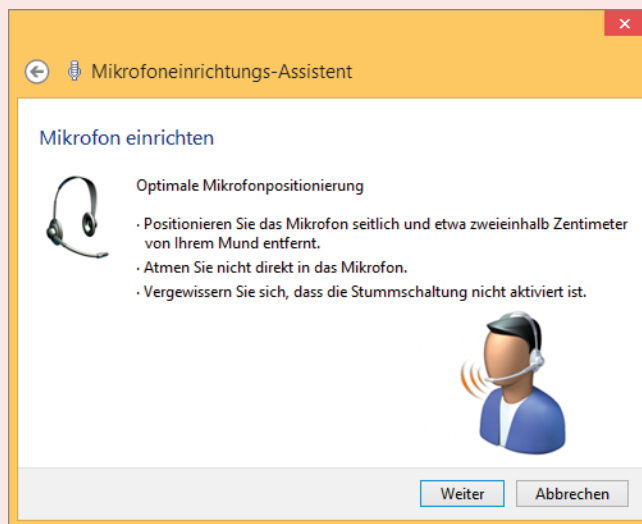 Mikrofoneinrichtungs-Assistent
Mikrofon einrichten
Optimale Mikrofonpositionierung
· Positionieren Sie das Mikrofon seitlich und etwa zweieinhalb Zentimeter
von Ihrem Mund entfernt.
· Atmen Sie nicht direkt in das Mikrofon.
· Vergewissern Sie sich, dass die Stummschaltung nicht aktiviert ist.
Weiter
Abbrechen